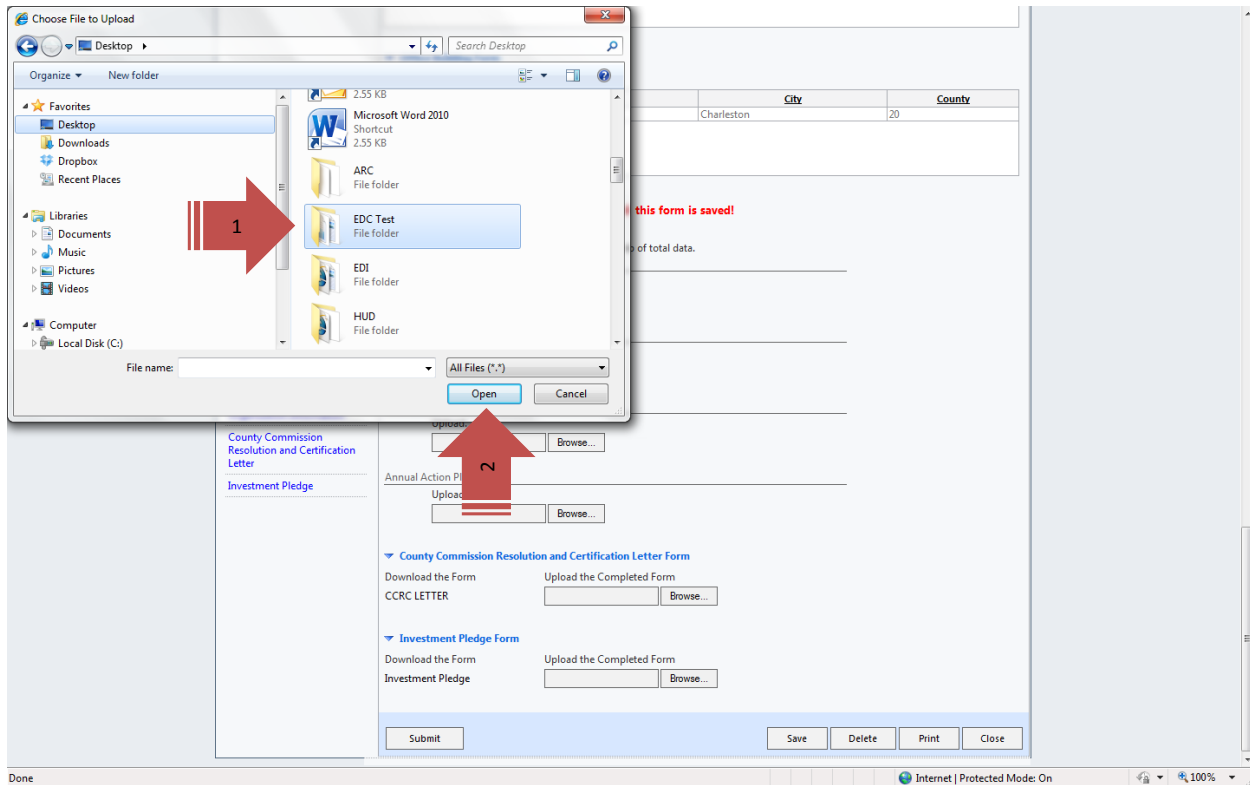 Choose File to Upload
Desktop
Search Desktop
Organize
New folder
Favorites
Desktop
Downloads
Dropbox
Recent Places
Libraries
Documents
Music
Pictures
Videos
Computer
Local Disk (C:)
2.55 KB
Microsoft Word 2010
Shortcut
2.55 KB
ARC
File folder
EDC Test
File folder
EDI
File folder
HUD
File folder
1
File name:
All Files (*.*)
Open
Cancel
2
City
County
Charleston
20
this form is saved!
of total data.
County Commission
Resolution and Certification
Letter
Investment Pledge
Upload:
Browse...
Annual Action
Browse...
County Commission Resolution and Certification Letter Form
Download the Form
Upload the Completed Form
CCRC LETTER
Browse...
Investment Pledge Form
Download the Form
Upload the Completed Form
Investment Pledge
Browse...
Submit
Save
Delete
Print
Close
Done
Internet | Protected Mode: On
100%